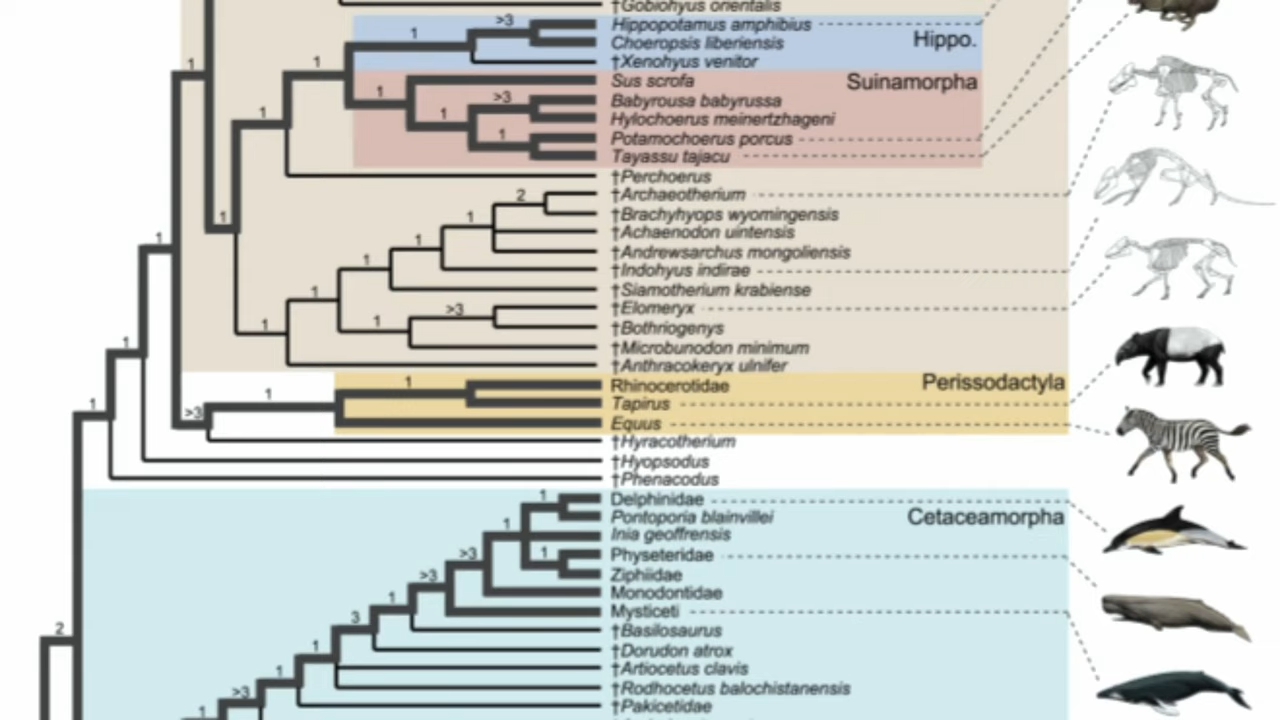 †Gobiohyus orientalis
>3
Hippopotamus amphibius
1
Choeropsis liberiensis
Hippo.
†Xenohyus venitor
1
1
Sus scrofa
Suinamorpha
1
>3
Babyrousa babyrussa
1
1
Hylochoerus meinertzhageni
1
Potamochoerus porcus
Tayassu tajacu
†Perchoerus
2
†Archaeotherium
1
1
†Brachyhyops wyomingensis
†Achaenodon uintensis
1
1
†Andrewsarchus mongoliensis
1
†Indohyus indirae
1
†Siamotherium krabiense
>3
†Elomeryx
1
1
†Bothriogenys
1
†Microbunodon minimum
†Anthracokeryx ulnifer
1
Rhinocerotidae
Perissodactyla
1
1
>3
Tapirus
Equus
†Hyracotherium
†Hyopsodus
†Phenacodus
1
Delphinidae
Pontoporia blainvillei
Cetaceamorpha
1
Inia geoffrensis
>3
1
Physeteridae
>3
Ziphiidae
1
Monodontidae
3
Mysticeti
2
†Basilosaurus
1
†Dorudon atrox
1
†Artiocetus clavis
>3
†Rodhocetus balochistanensis
1
†Pakicetidae